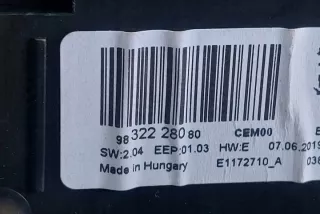 98 322 280 80 CEM00
SW:2.04 EEP:01.03 HW:E 07.06.2019
Made in Hungary E1172710_A 036